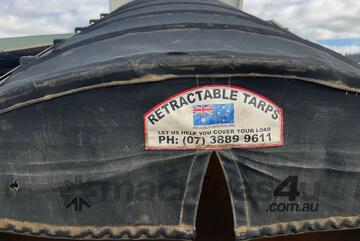 RETRACTABLE TARPS
LET US HELP YOU COVER YOUR LOAD
PH: (07) 3889 9611
machines4u
.com.au